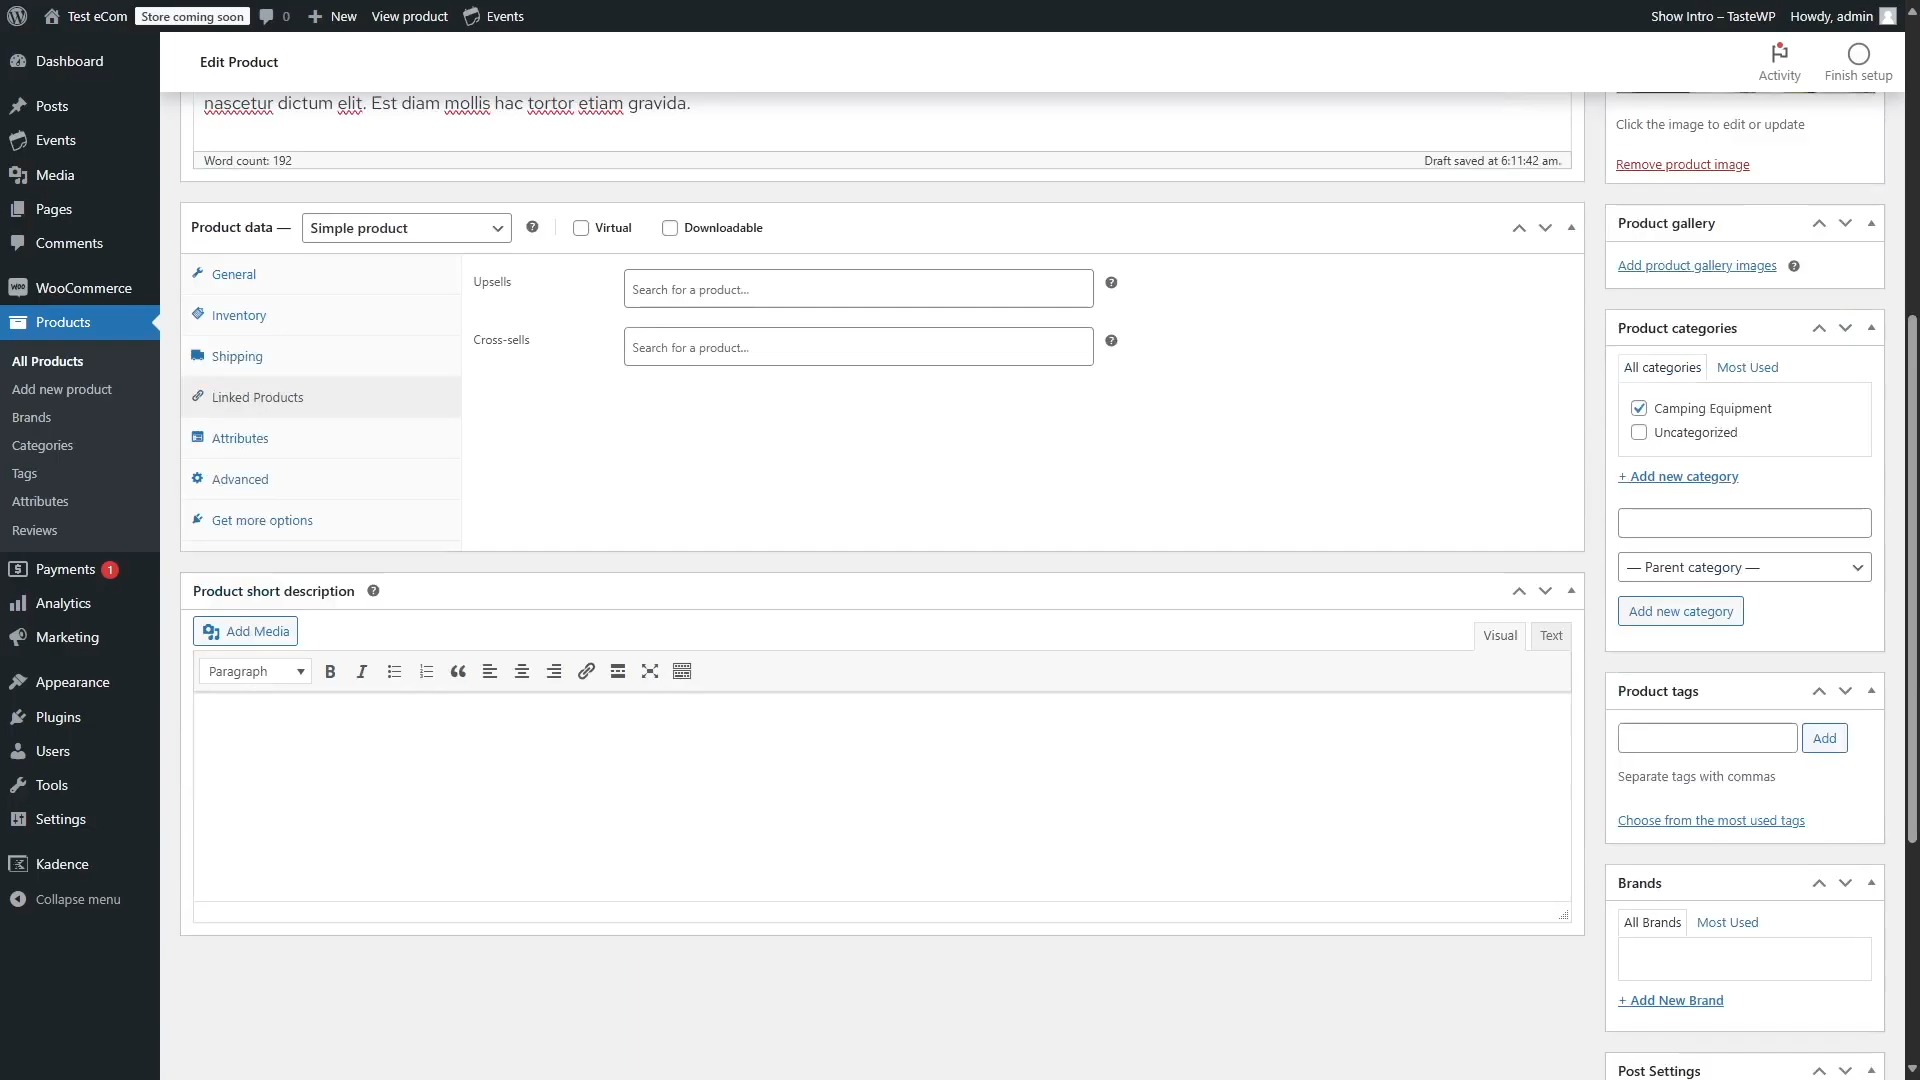 Test eCom
Store coming soon
0
New
View product
Events
Show Intro – TasteWP
Howdy, admin
Dashboard
Posts
Events
Media
Pages
Comments
WooCommerce
Products
All Products
Add new product
Brands
Categories
Tags
Attributes
Reviews
Payments 1
Analytics
Marketing
Appearance
Plugins
Users
Tools
Settings
Kadence
Collapse menu
Edit Product
Activity
Finish setup
nascetur dictum elit. Est diam mollis hac tortor etiam gravida.
Word count: 192
Draft saved at 6:11:42 am.
Product data —
Simple product
Virtual
Downloadable
General
Inventory
Shipping
Linked Products
Attributes
Advanced
Get more options
Upsells
Search for a product…
Cross-sells
Search for a product…
Product short description
Add Media
Visual
Text
Paragraph
Click the image to edit or update
Remove product image
Product gallery
Add product gallery images
Product categories
All categories
Most Used
Camping Equipment
Uncategorized
+ Add new category
— Parent category —
Add new category
Product tags
Add
Separate tags with commas
Choose from the most used tags
Brands
All Brands
Most Used
+ Add New Brand
Post Settings